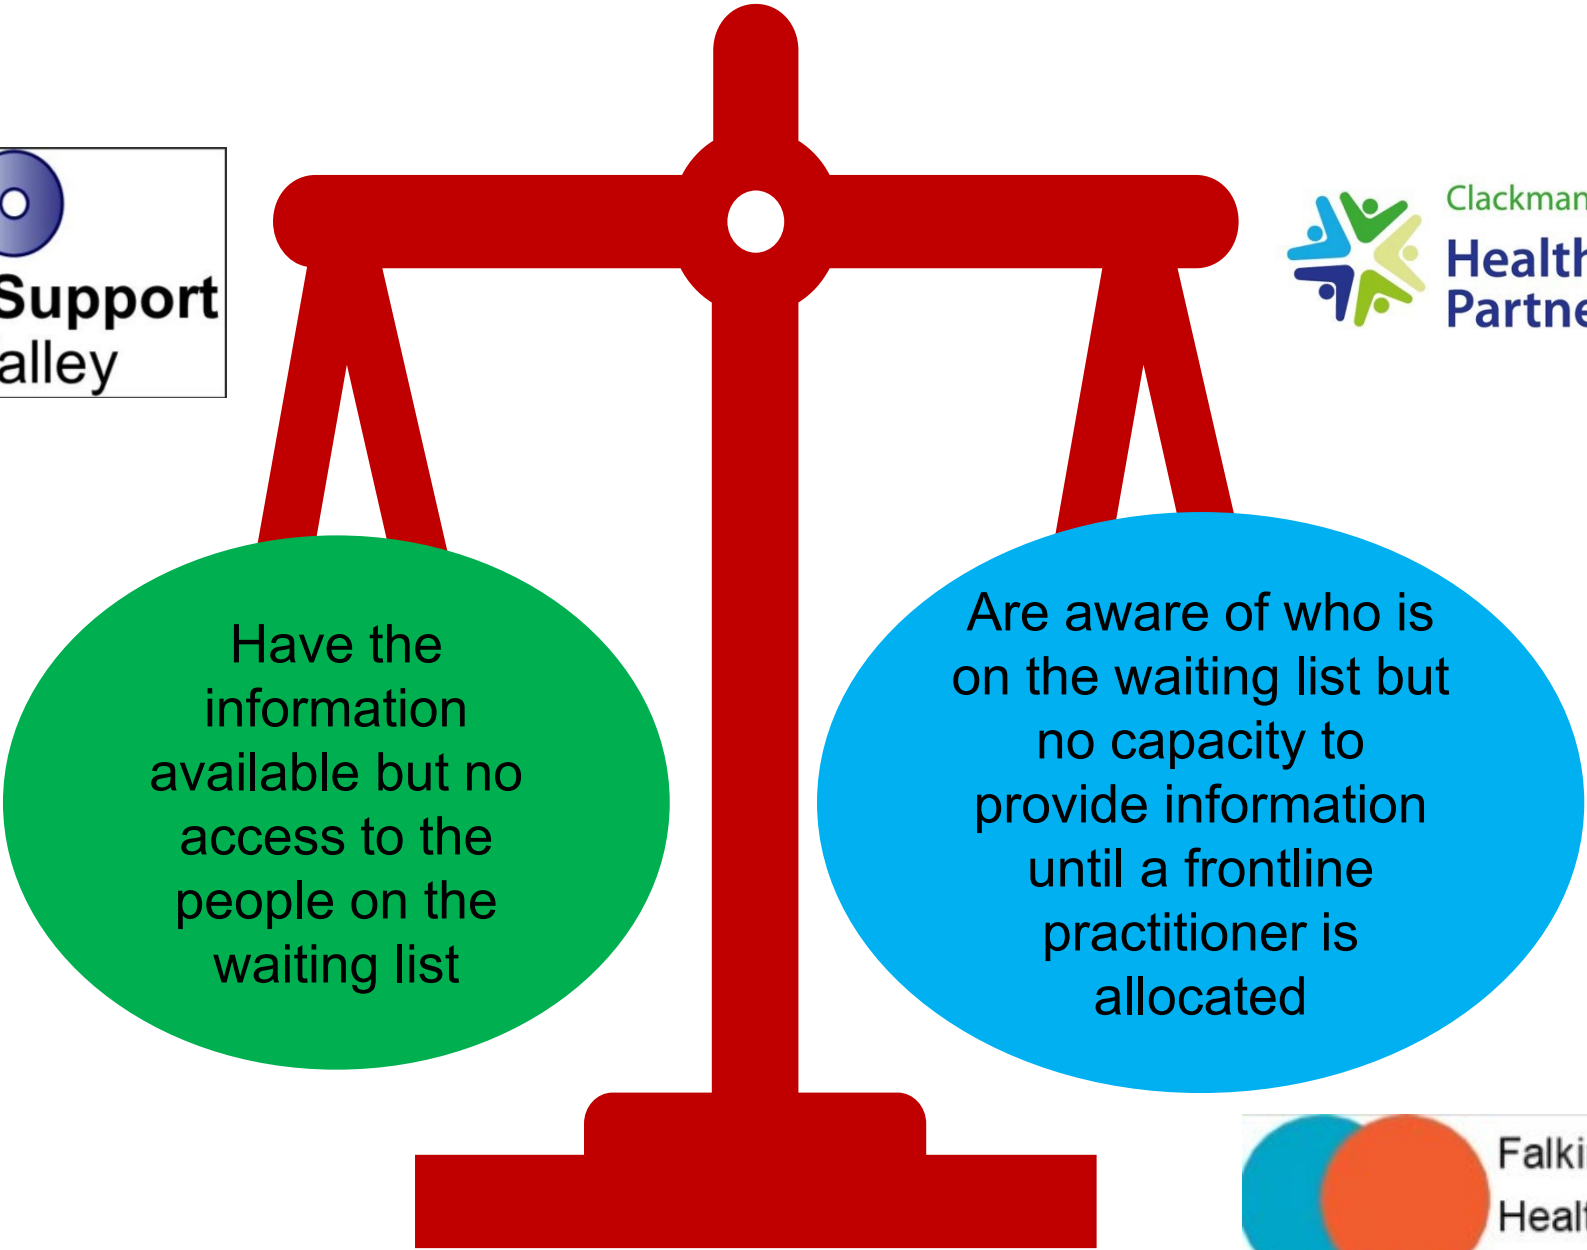 Support
alley
Clackman
Health
Partne
Have the
information
available but no
access to the
people on the
waiting list
Are aware of who is
on the waiting list but
no capacity to
provide information
until a frontline
practitioner is
allocated
Falki
Healt